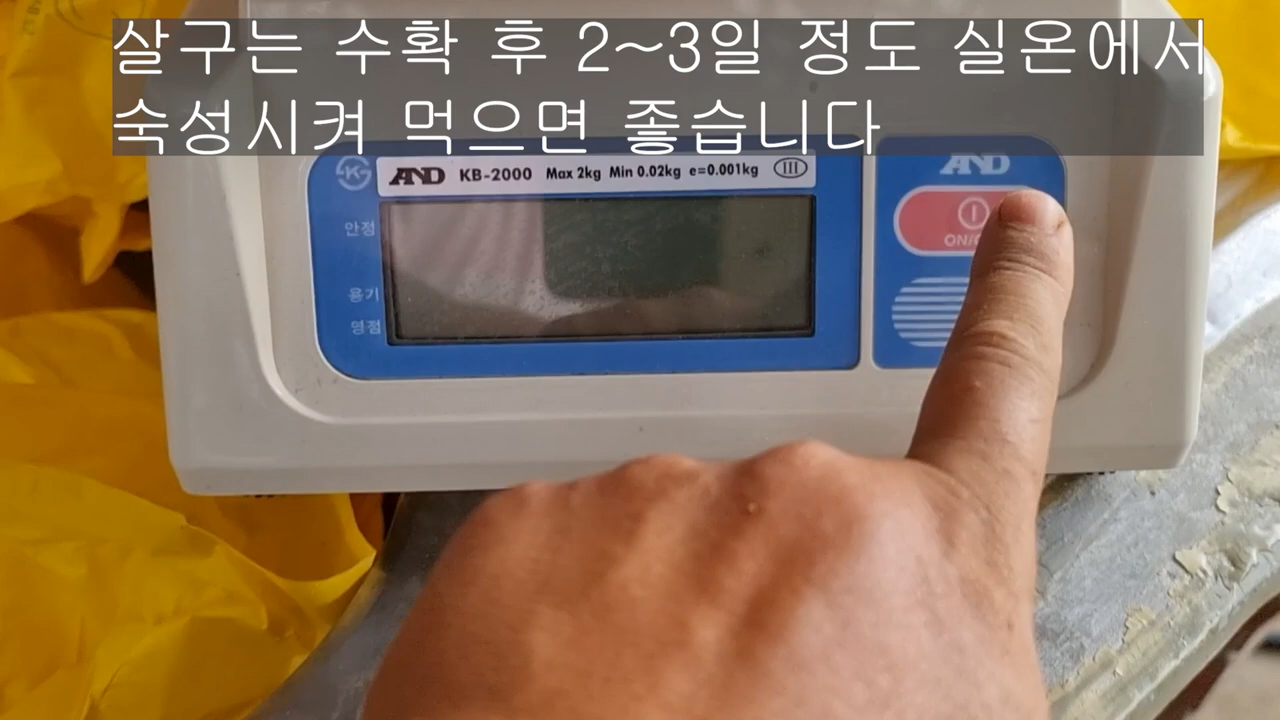 살구는 수확 후 2~3일 정도 실온에서
숙성시켜 먹으면 좋습니다
K
AND KB-2000 Max 2kg Min 0.02kg e=0.001kg III
AND
안정
용기
영점